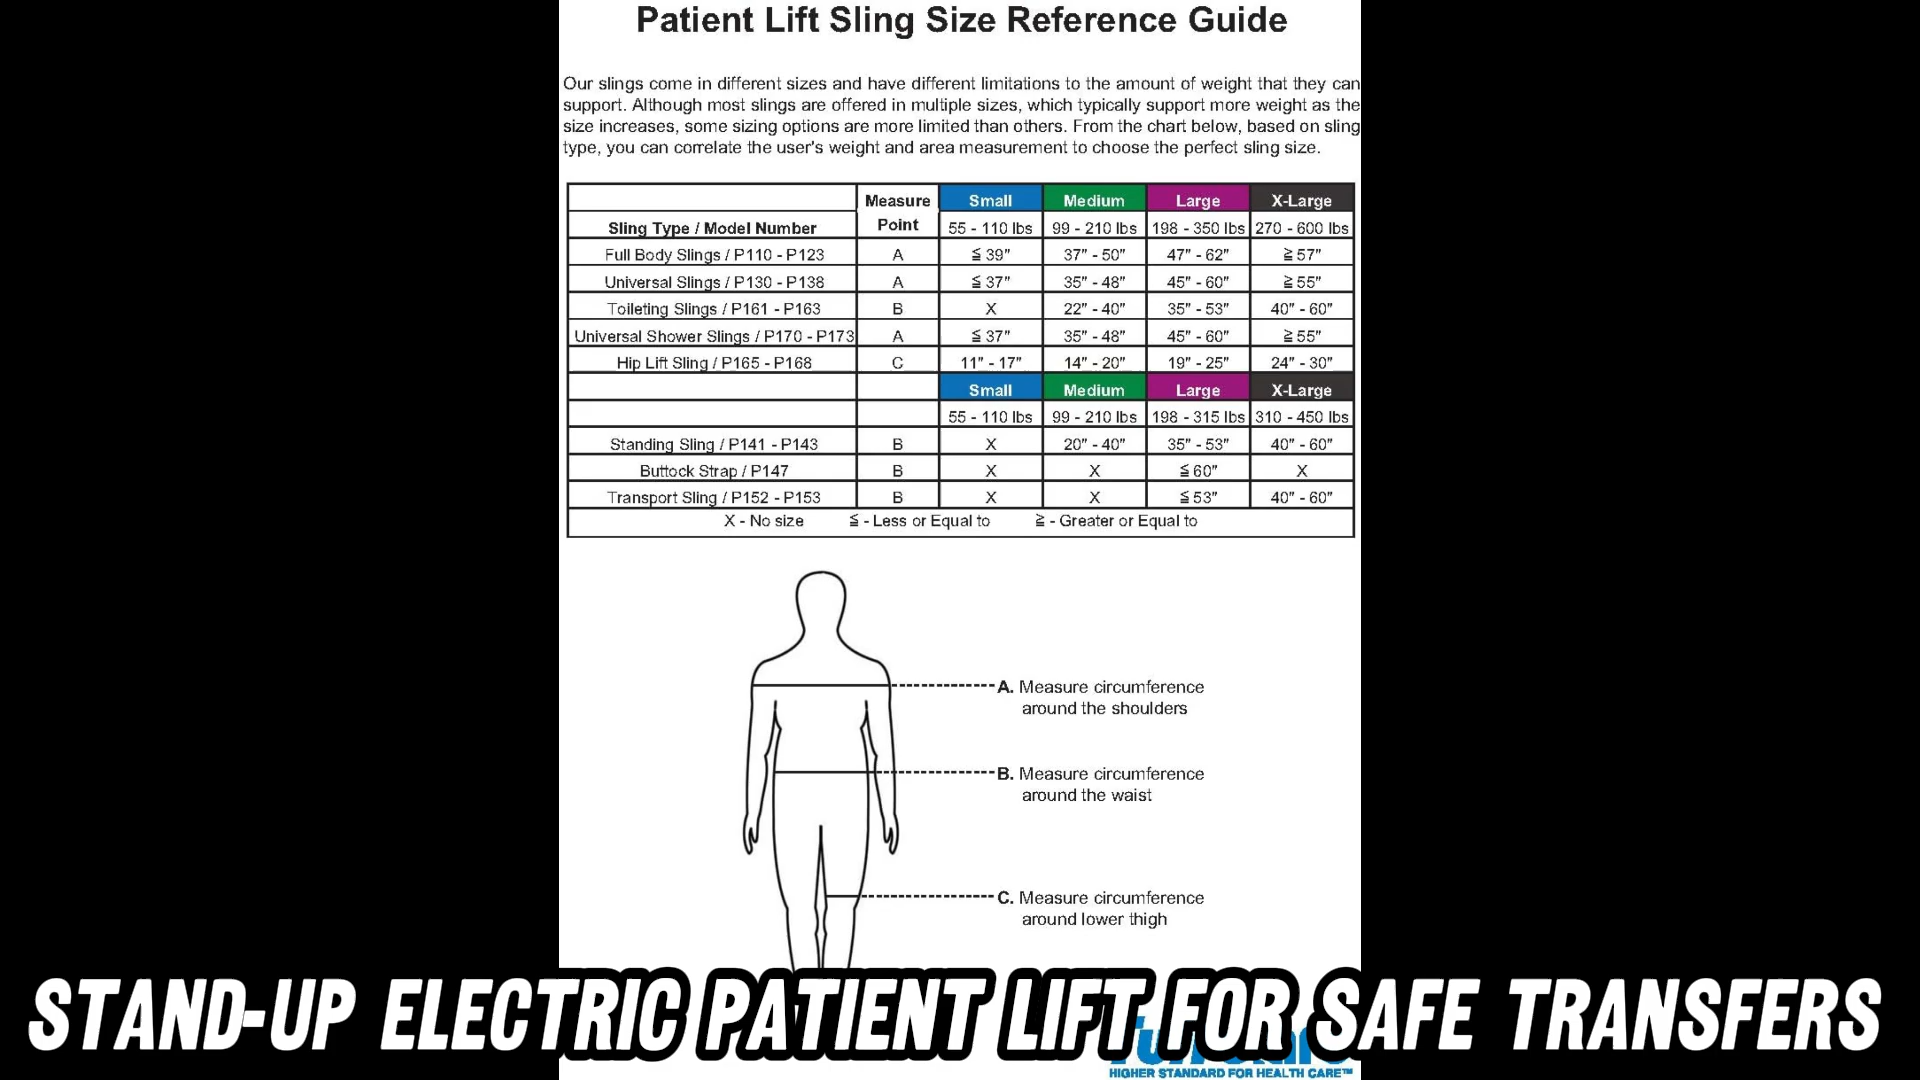 Patient Lift Sling Size Reference Guide
Our slings come in different sizes and have different limitations to the amount of weight that they can
support. Although most slings are offered in multiple sizes, which typically support more weight as the
size increases, some sizing options are more limited than others. From the chart below, based on sling
type, you can correlate the user's weight and area measurement to choose the perfect sling size.
Measure Point Small Medium Large X-Large
Sling Type / Model Number 55 - 110 lbs 99 - 210 lbs 198 - 350 lbs 270 - 600 lbs
Full Body Slings / P110 - P123 A ≦ 39" 37" - 50" 47" - 62" ≧ 57"
Universal Slings / P130 - P138 A ≦ 37" 35" - 48" 45" - 60" ≧ 55"
Toileting Slings / P161 - P163 B X 22" - 40" 35" - 53" 40" - 60"
Universal Shower Slings / P170 - P173 A ≦ 37" 35" - 48" 45" - 60" ≧ 55"
Hip Lift Sling / P165 - P168 C 11" - 17" 14" - 20" 19" - 25" 24" - 30"
Small Medium Large X-Large
55 - 110 lbs 99 - 210 lbs 198 - 315 lbs 310 - 450 lbs
Standing Sling / P141 - P143 B X 20" - 40" 35" - 53" 40" - 60"
Buttock Strap / P147 B X X ≦ 60" X
Transport Sling / P152 - P153 B X X ≦ 53" 40" - 60"
X - No size ≦ - Less or Equal to ≧ - Greater or Equal to
A. Measure circumference
around the shoulders
B. Measure circumference
around the waist
C. Measure circumference
around lower thigh
STAND-UP ELECTRIC PATIENT LIFT FOR SAFE TRANSFERS
HIGHER STANDARD FOR HEALTH CARE™